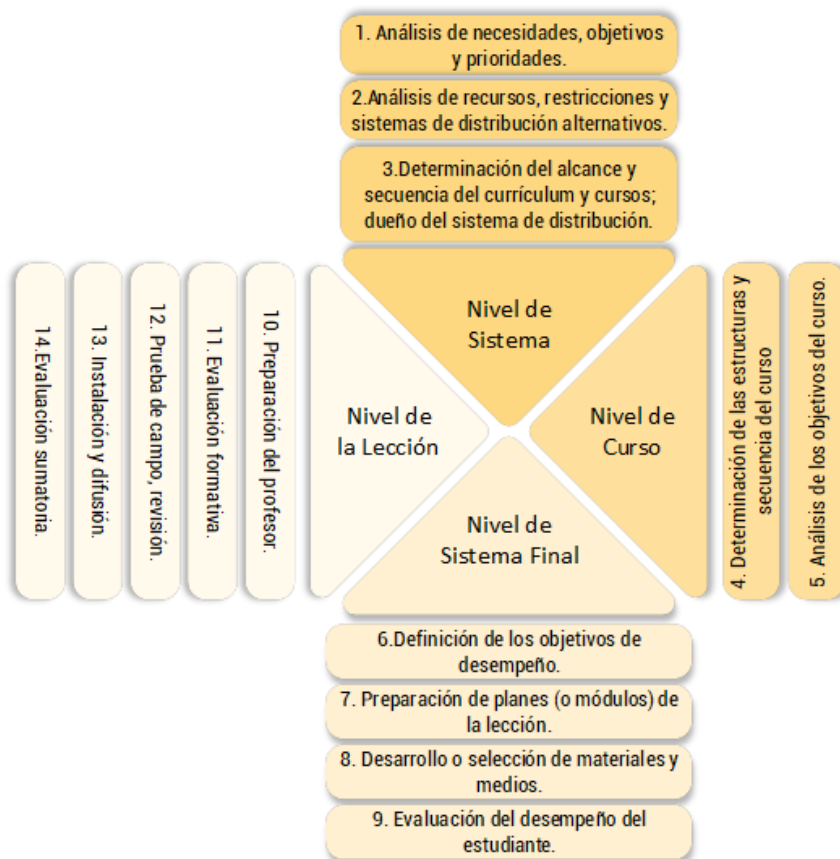 1. Análisis de necesidades, objetivos
y prioridades.
2.Análisis de recursos, restricciones y
sistemas de distribución alternativos.
3.Determinación del alcance y
secuencia del currículum y cursos;
dueño del sistema de distribución.
Nivel de
Sistema
Nivel de
Curso
4. Determinación de las estructuras y
secuencia del curso
5. Análisis de los objetivos del curso.
Nivel de
Sistema Final
6.Definición de los objetivos de
desempeño.
7. Preparación de planes (o módulos) de
la lección.
8. Desarrollo o selección de materiales y
medios.
9. Evaluación del desempeño del
estudiante.
Nivel de
la Lección
10. Preparación del profesor.
11. Evaluación formativa.
12. Prueba de campo, revisión.
13. Instalación y difusión.
14.Evaluación sumatoria.